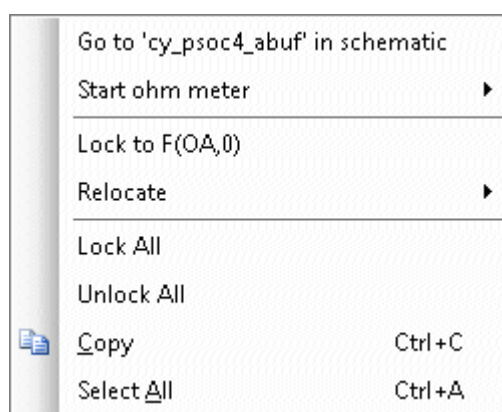 Go to 'cy_psoc4_abuf' in schematic
Start ohm meter
Lock to F(OA,0)
Relocate
Lock All
Unlock All
Copy Ctrl+C
Select All Ctrl+A